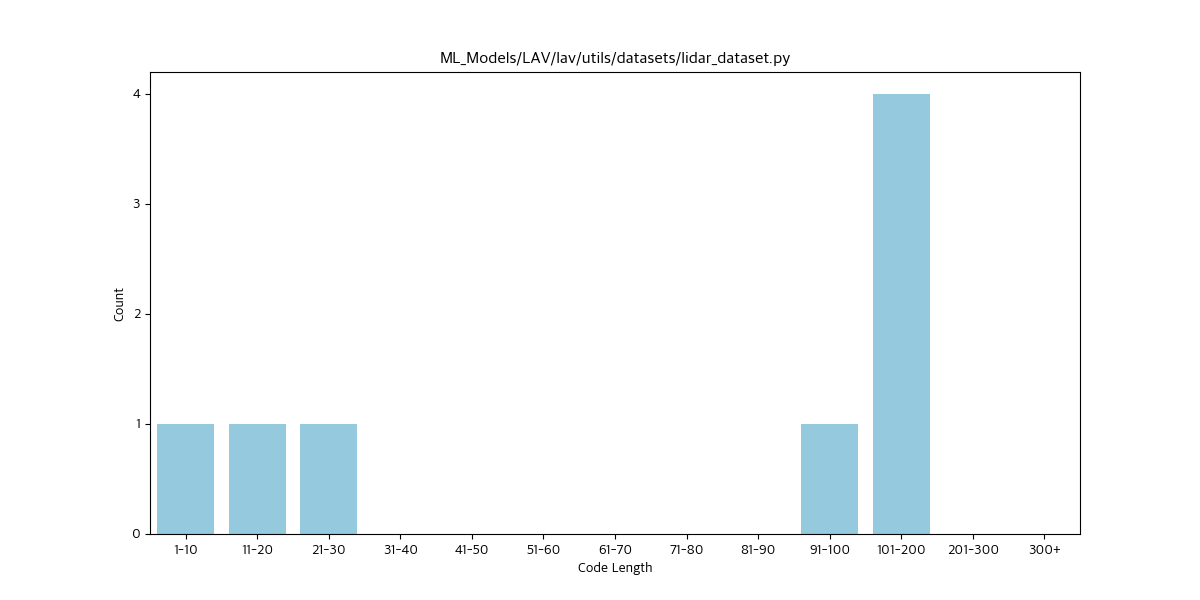 ML_Models/LAV/lav/utils/datasets/lidar_dataset.py
Count
4
3
2
1
0
1-10 11-20 21-30 31-40 41-50 51-60 61-70 71-80 81-90 91-100 101-200 201-300 300+
Code Length